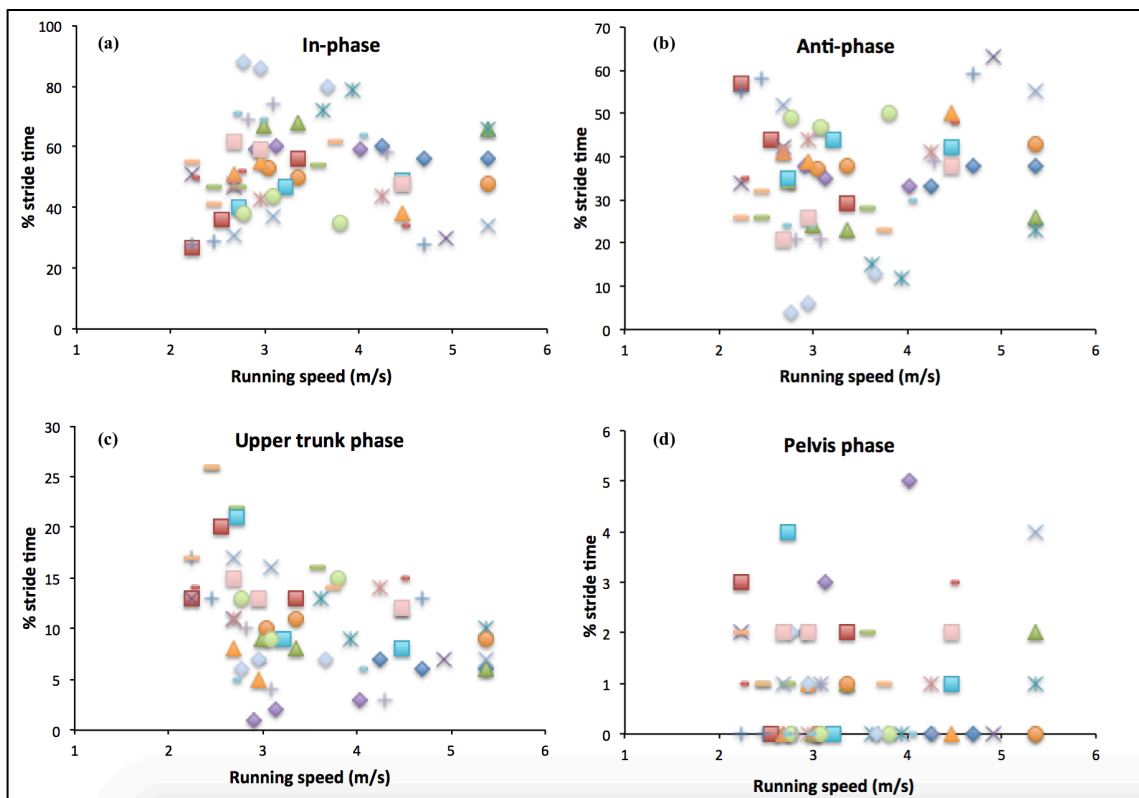 (a)
In-phase
% stride time
100
80
60
40
20
0
1 2 3 4 5 6
Running speed (m/s)
(b)
Anti-phase
% stride time
70
60
50
40
30
20
10
0
1 2 3 4 5 6
Running speed (m/s)
(c)
Upper trunk phase
% stride time
30
25
20
15
10
5
0
1 2 3 4 5 6
Running speed (m/s)
(d)
Pelvis phase
% stride time
6
5
4
3
2
1
0
1 2 3 4 5 6
Running speed (m/s)